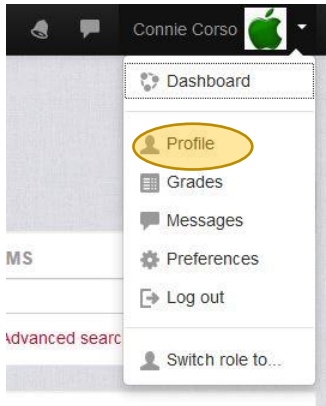 Connie Corso
Dashboard
Profile
Grades
Messages
MS
Preferences
Log out
Advanced searc
Switch role to...